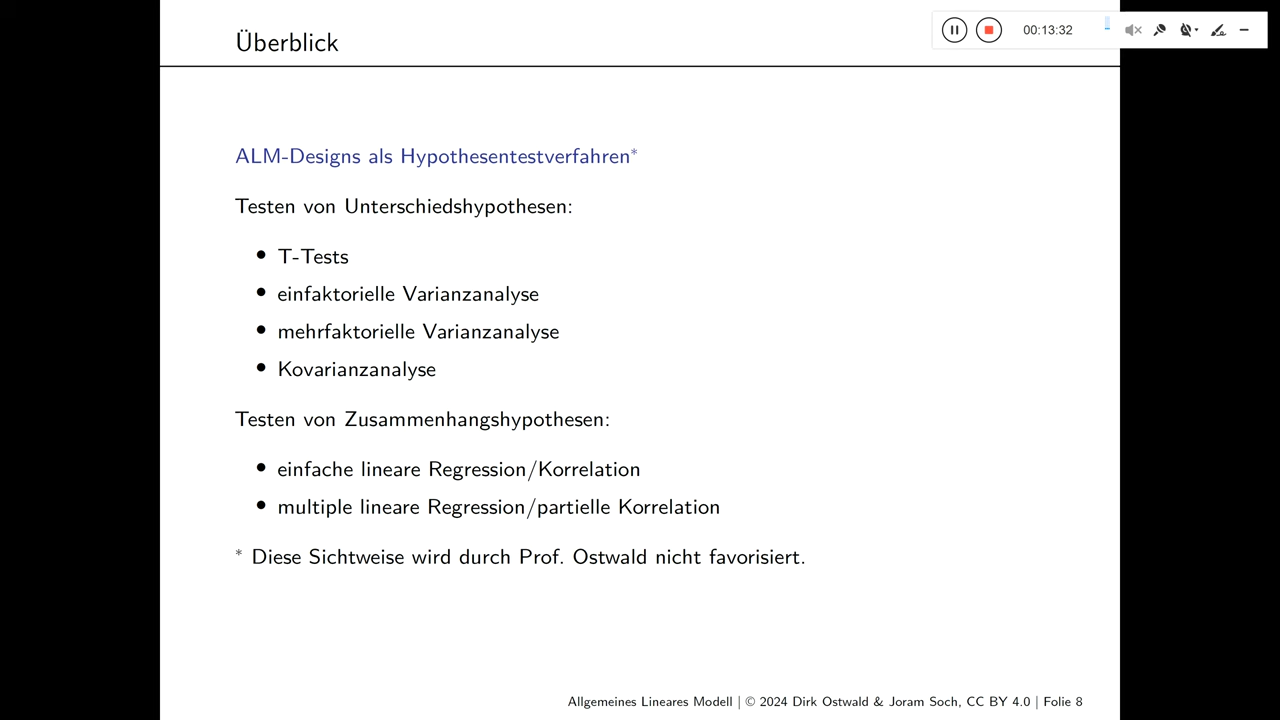 Überblick
00:13:32
ALM-Designs als Hypothesentestverfahren*
Testen von Unterschiedshypothesen:
• T-Tests
• einfaktorielle Varianzanalyse
• mehrfaktorielle Varianzanalyse
• Kovarianzanalyse
Testen von Zusammenhangshypothesen:
• einfache lineare Regression/Korrelation
• multiple lineare Regression/partielle Korrelation
* Diese Sichtweise wird durch Prof. Ostwald nicht favorisiert.
Allgemeines Lineares Modell | © 2024 Dirk Ostwald & Joram Soch, CC BY 4.0 | Folie 8